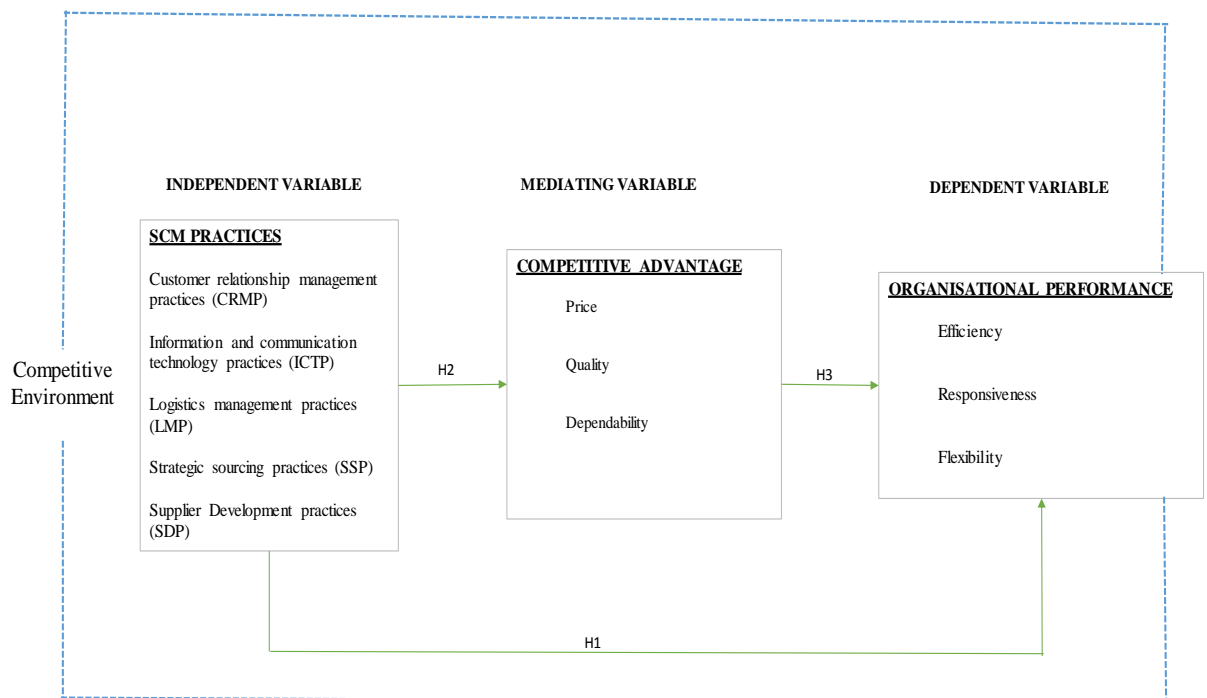 INDEPENDENT VARIABLE
MEDIATING VARIABLE
DEPENDENT VARIABLE
SCM PRACTICES
Customer relationship management
practices (CRMP)
Information and communication
technology practices (ICTP)
Logistics management practices
(LMP)
Strategic sourcing practices (SSP)
Supplier Development practices
(SDP)
COMPETITIVE ADVANTAGE
Price
Quality
Dependability
ORGANISATIONAL PERFORMANCE
Efficiency
Responsiveness
Flexibility
Competitive
Environment
H2
H3
H1